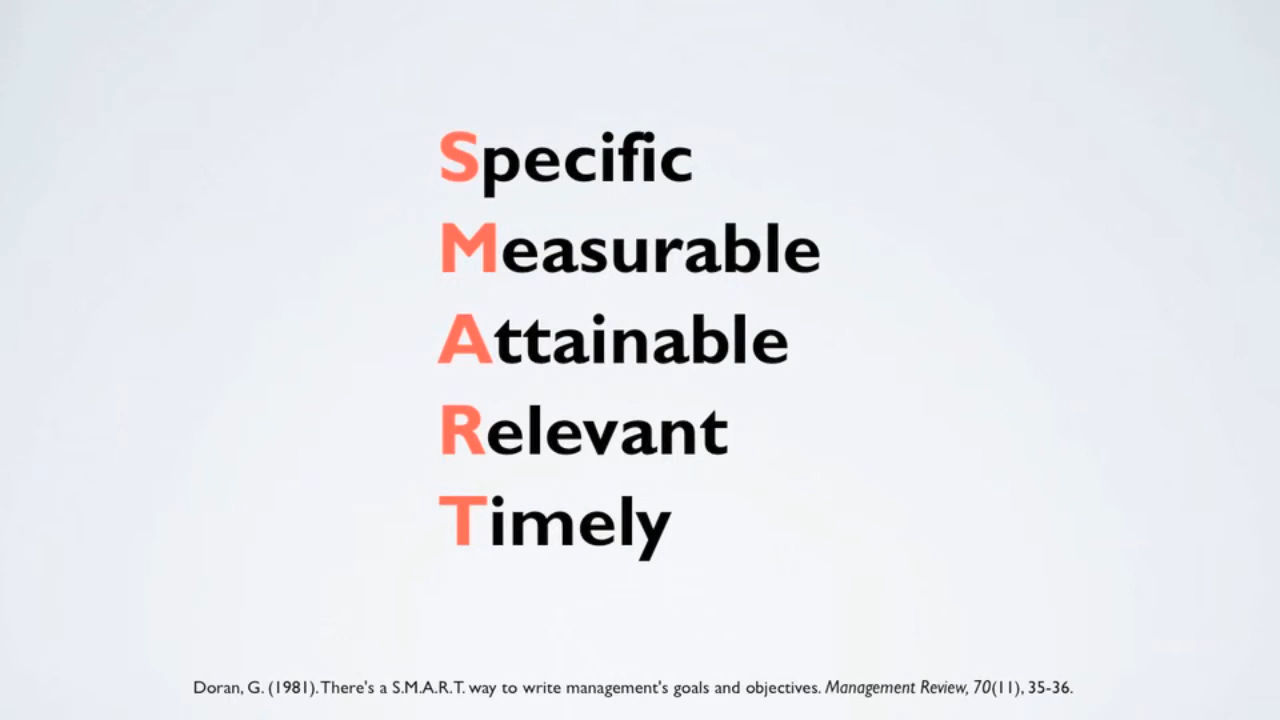 Specific
Measurable
Attainable
Relevant
Timely
Doran, G. (1981). There's a S.M.A.R.T. way to write management's goals and objectives. Management Review, 70(11), 35-36.